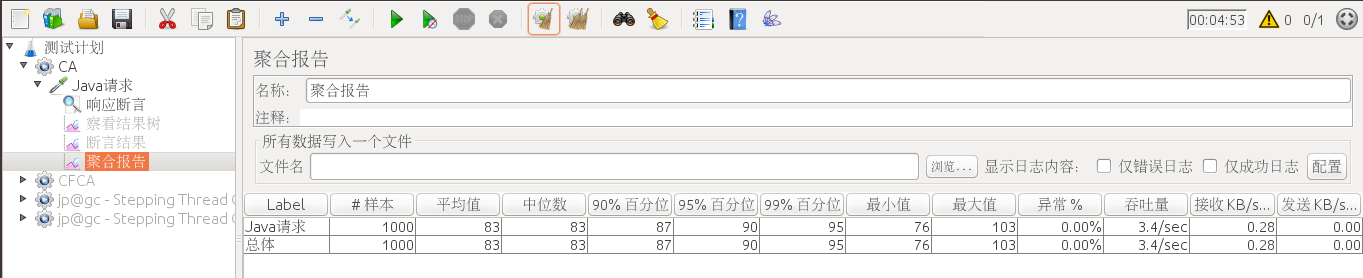 00:04:53 0 0/1
测试计划
CA
Java请求
响应断言
察看结果树
断言结果
聚合报告
CFCA
jp@gc - Stepping Thread
jp@gc - Stepping Thread
聚合报告
名称: 聚合报告
注释:
所有数据写入一个文件
文件名 浏览... 显示日志内容: 仅错误日志 仅成功日志 配置
Label # 样本 平均值 中位数 90% 百分位 95% 百分位 99% 百分位 最小值 最大值 异常 % 吞吐量 接收 KB/s... 发送 KB/s...
Java请求 1000 83 83 87 90 95 76 103 0.00% 3.4/sec 0.28 0.00
总体 1000 83 83 87 90 95 76 103 0.00% 3.4/sec 0.28 0.00